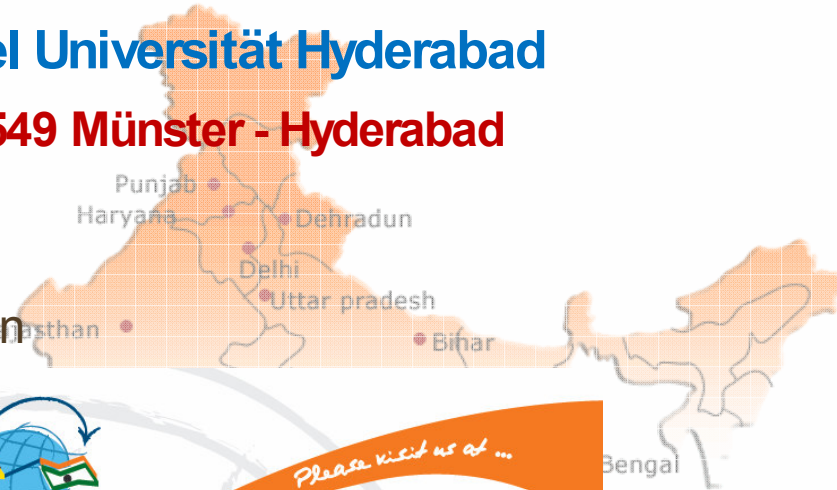 el Universität Hyderabad
549 Münster - Hyderabad
Punjab
Haryana
Dehradun
Delhi
Uttar pradesh
n
asthan
Bihar
Please visit us at ...
Bengal